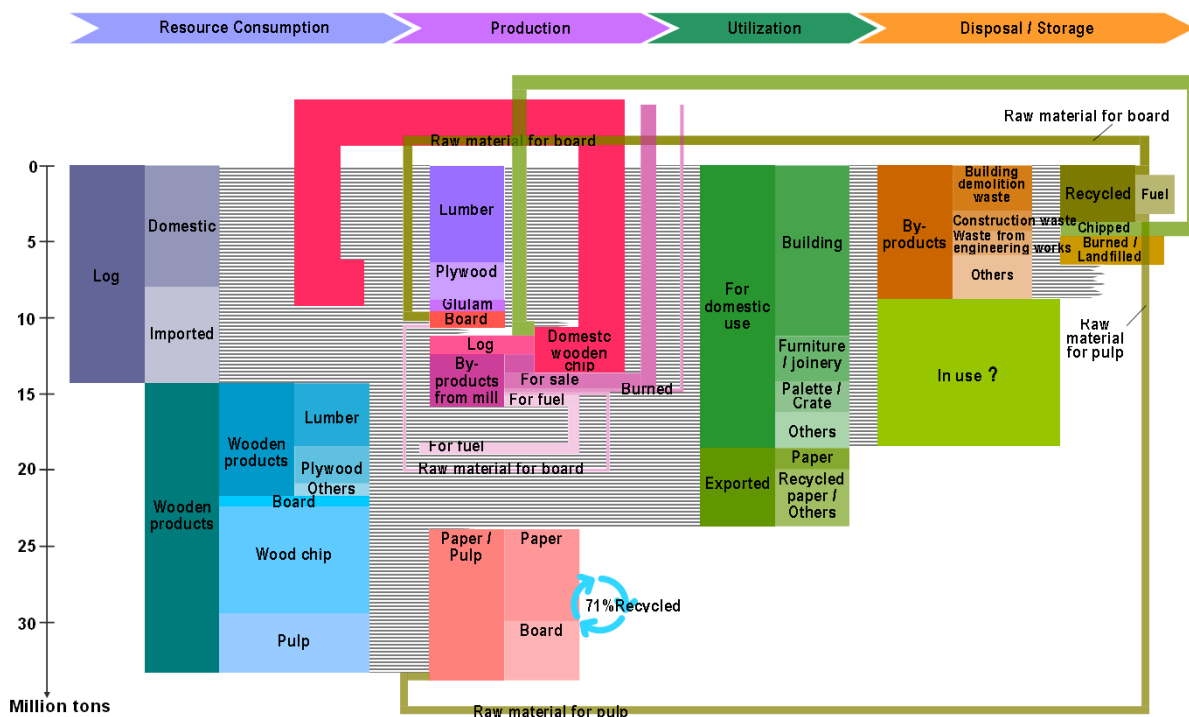 Resource Consumption
Production
Utilization
Disposal / Storage
Raw material for board
Raw material for board
0
5
10
15
20
25
30
Million tons
Log
Domestic
Imported
Wooden
products
Wooden
products
Lumber
Plywood
Others
Board
Wood chip
Pulp
Lumber
Plywood
Glulam
Board
Log
Domestc
wooden
chip
By-
products
from mill
For sale
Burned
For fuel
For fuel
Raw material for board
Paper /
Pulp
Paper
Board
71%Recycled
Raw material for pulp
For
domestic
use
Building
Furniture
/ joinery
Palette /
Crate
Others
Exported
Paper
Recycled
paper /
Others
By-
products
Building
demolition
waste
Construction waste
Waste from
engineering works
Others
Recycled
Fuel
Chipped
Burned /
Landfilled
In use ?
Raw
material
for pulp